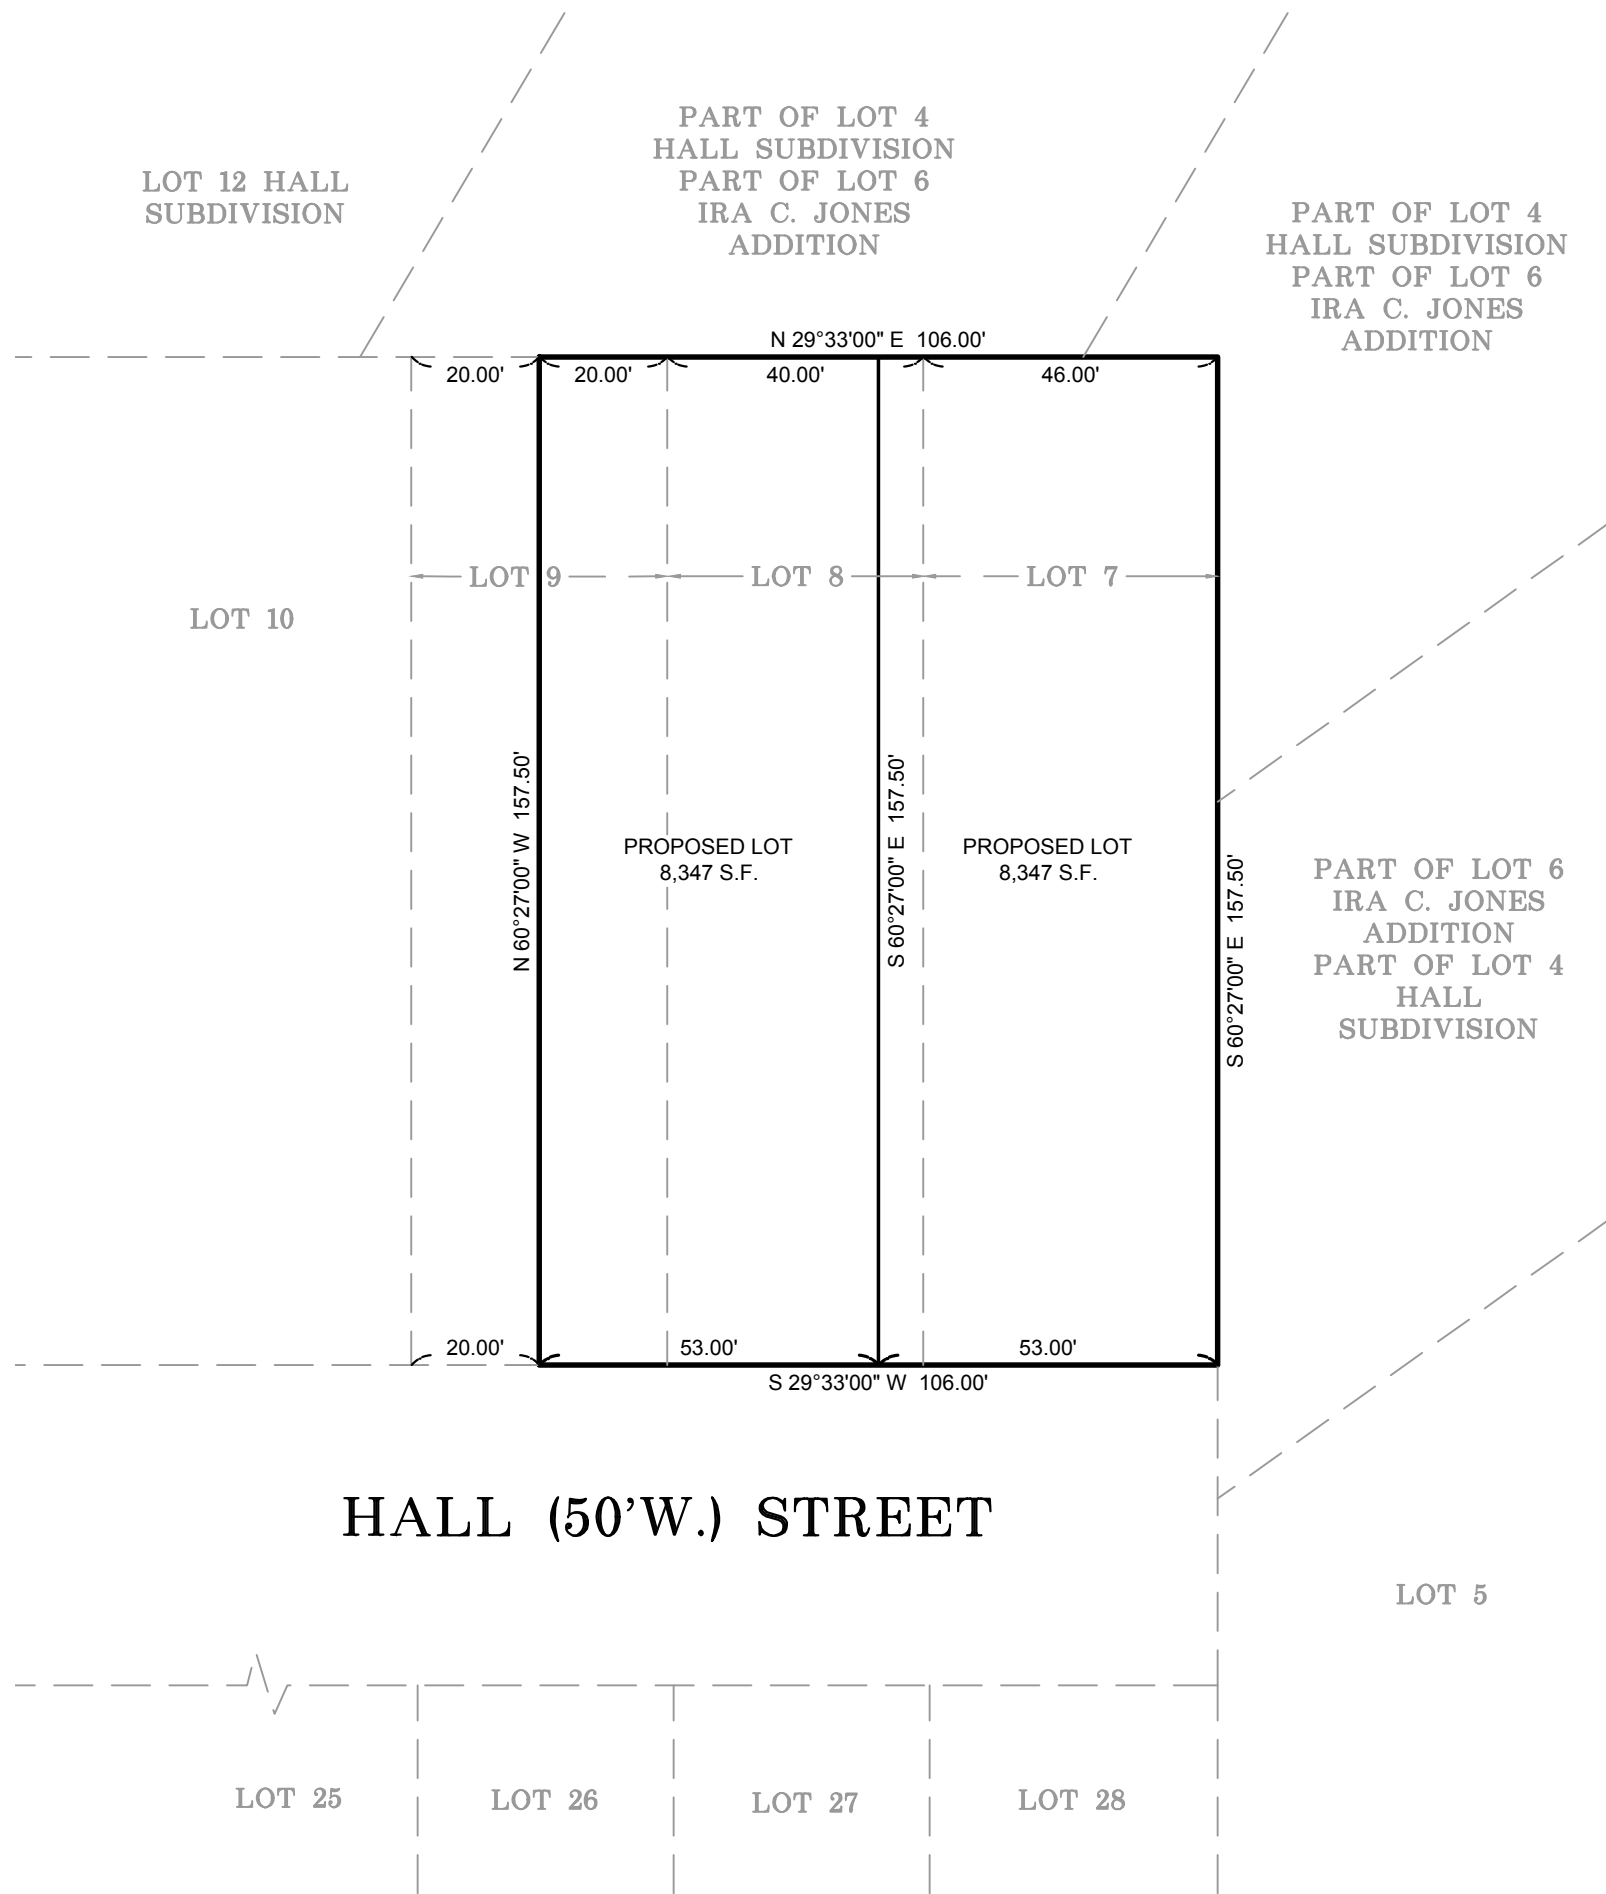 PART OF LOT 4
HALL SUBDIVISION
PART OF LOT 6
IRA C. JONES
ADDITION
LOT 12 HALL
SUBDIVISION
PART OF LOT 4
HALL SUBDIVISION
PART OF LOT 6
IRA C. JONES
ADDITION
N 29°33'00" E 106.00'
20.00'
20.00'
40.00'
46.00'
LOT 9
LOT 8
LOT 7
LOT 10
N 60°27'00" W 157.50'
PROPOSED LOT
8,347 S.F.
S 60°27'00" E 157.50'
PROPOSED LOT
8,347 S.F.
S 60°27'00" E 157.50'
PART OF LOT 6
IRA C. JONES
ADDITION
PART OF LOT 4
HALL
SUBDIVISION
20.00'
53.00'
53.00'
S 29°33'00" W 106.00'
HALL (50'W.) STREET
LOT 5
LOT 25
LOT 26
LOT 27
LOT 28